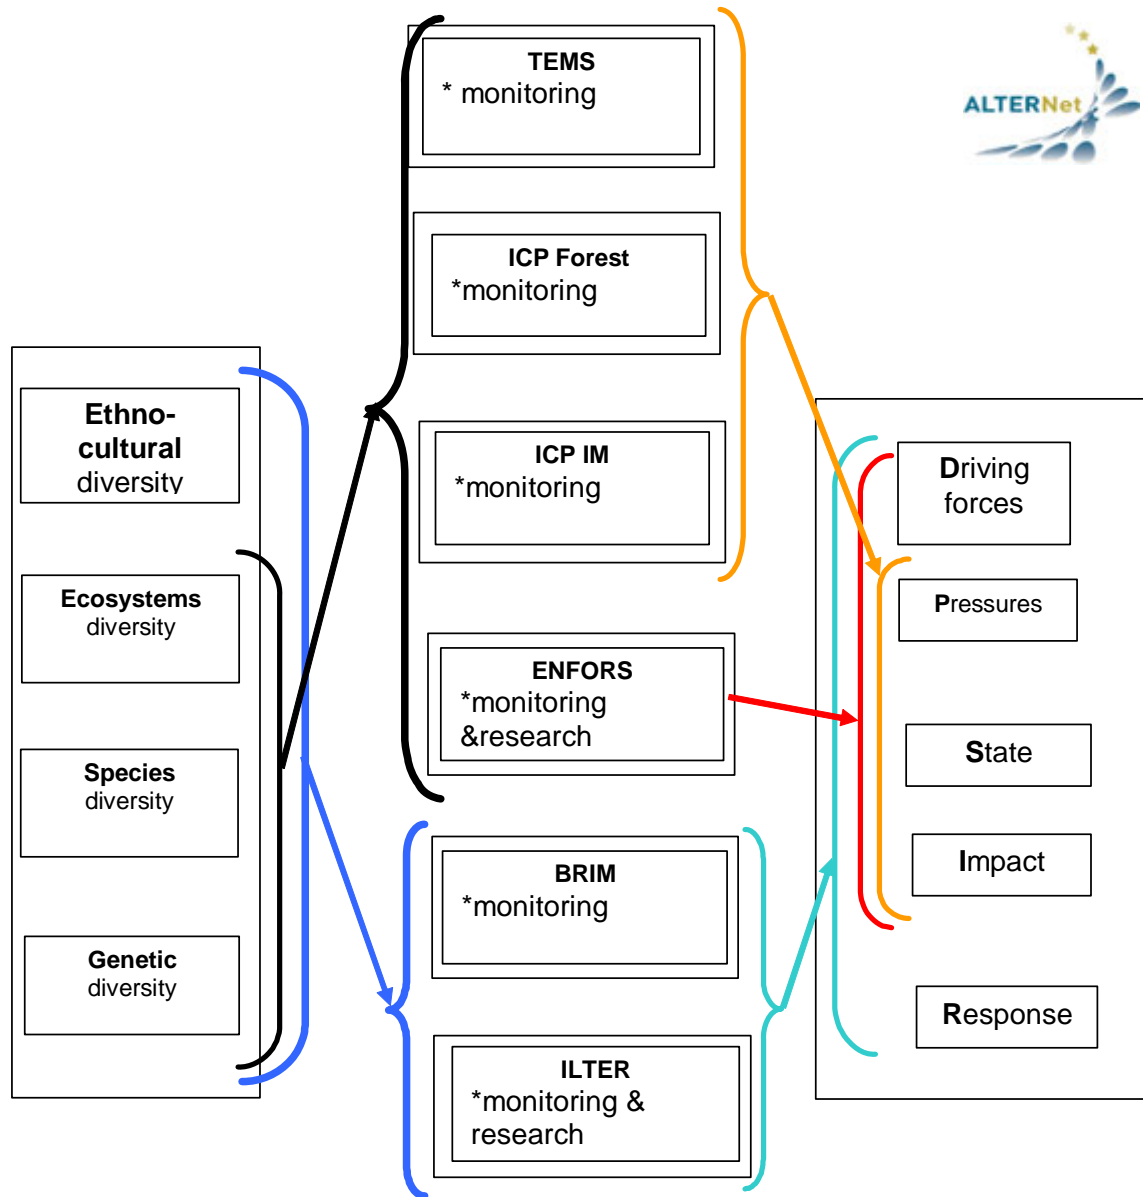 TEMS
* monitoring
ALTERNet
ICP Forest
*monitoring
Ethno-
cultural
diversity
ICP IM
*monitoring
Driving
forces
Ecosystems
diversity
Pressures
ENFORS
*monitoring
&research
Species
diversity
State
BRIM
*monitoring
Impact
Genetic
diversity
Response
ILTER
*monitoring &
research